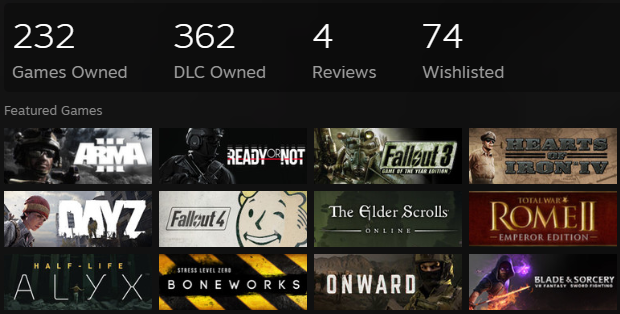 232 362 4 74
Games Owned DLC Owned Reviews Wishlisted
Featured Games
ARMA III
READY OR NOT
Fallout 3
GAME OF THE YEAR EDITION
HEARTS
OF
IRON IV
DAYZ
Fallout 4
The Elder Scrolls
ONLINE
TOTAL WAR
ROME II
EMPEROR EDITION
HALF-LIFE
ALYX
STRESS LEVEL ZERO
BONEWORKS
ONWARD
BLADE & SORCERY
VR FANTASY SWORD FIGHTING